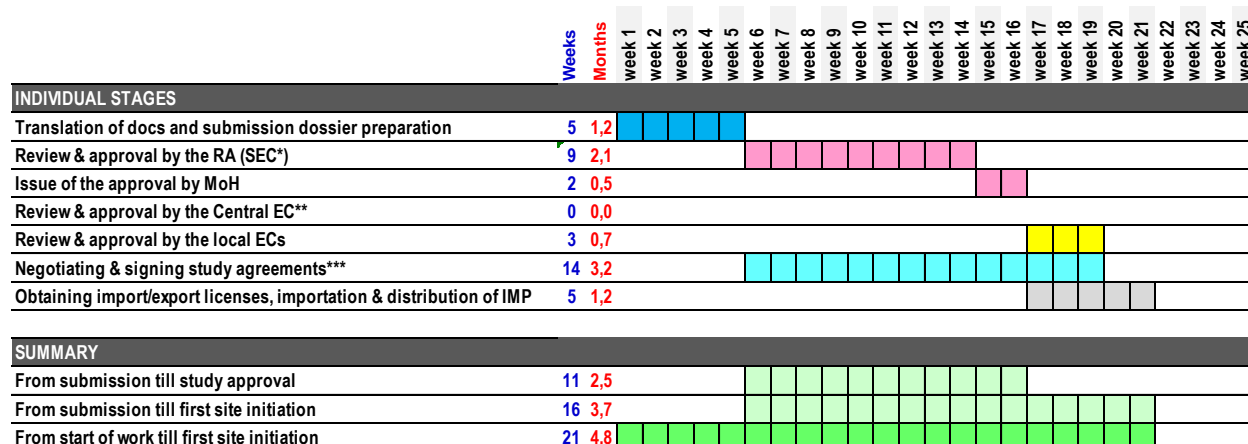 Weeks Months week 1 week 2 week 3 week 4 week 5 week 6 week 7 week 8 week 9 week 10 week 11 week 12 week 13 week 14 week 15 week 16 week 17 week 18 week 19 week 20 week 21 week 22 week 23 week 24 week 25
INDIVIDUAL STAGES
Translation of docs and submission dossier preparation 5 1,2
Review & approval by the RA (SEC*) 9 2,1
Issue of the approval by MoH 2 0,5
Review & approval by the Central EC** 0 0,0
Review & approval by the local ECs 3 0,7
Negotiating & signing study agreements*** 14 3,2
Obtaining import/export licenses, importation & distribution of IMP 5 1,2
SUMMARY
From submission till study approval 11 2,5
From submission till first site initiation 16 3,7
From start of work till first site initiation 21 4,8